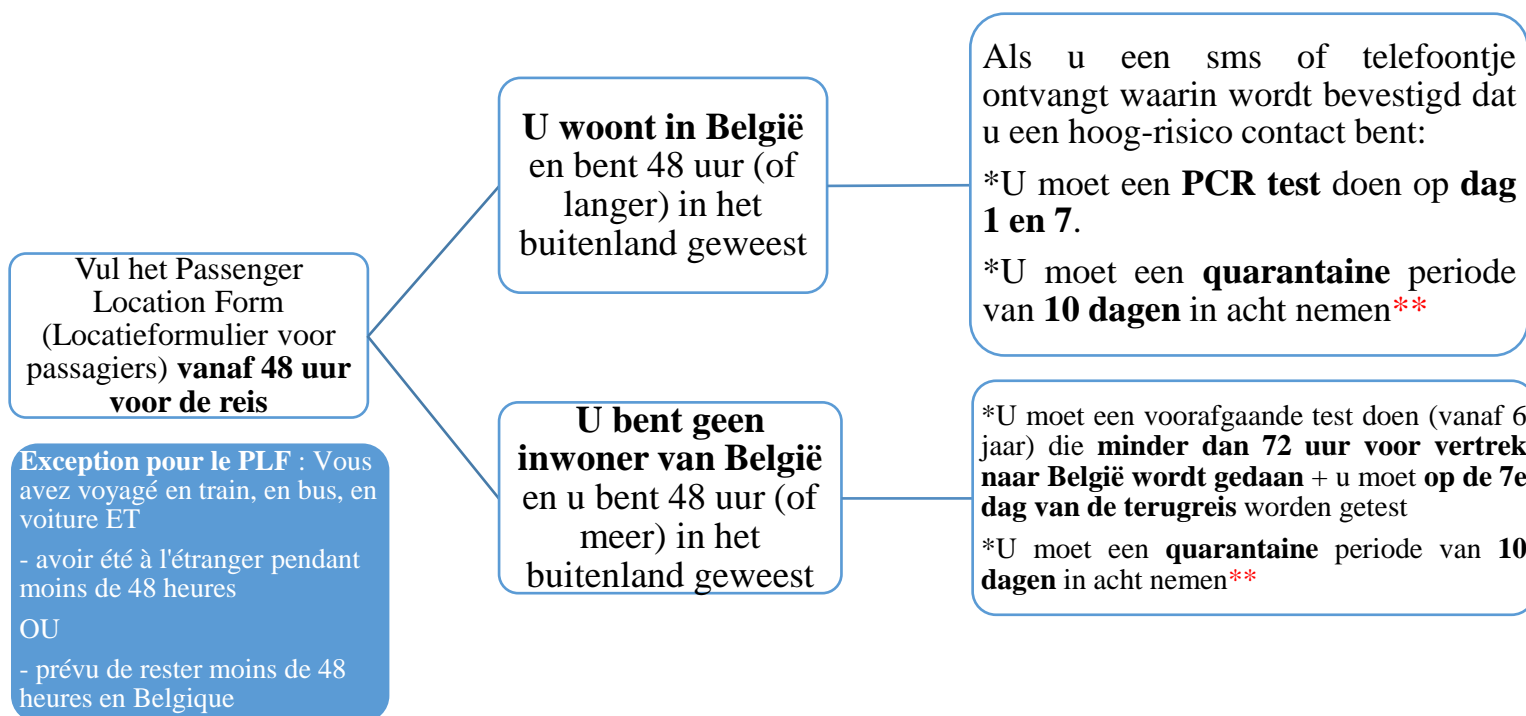 Vul het Passenger
Location Form
(Locatieformulier voor
passagiers) vanaf 48 uur
voor de reis
Exception pour le PLF : Vous
avez voyagé en train, en bus, en
voiture ET
- avoir été à l'étranger pendant
moins de 48 heures
OU
- prévu de rester moins de 48
heures en Belgique
U woont in België
en bent 48 uur (of
langer) in het
buitenland geweest
U bent geen
inwoner van België
en u bent 48 uur (of
meer) in het
buitenland geweest
Als u een sms of telefoontje
ontvangt waarin wordt bevestigd dat
u een hoog-risico contact bent:
*U moet een PCR test doen op dag
1 en 7.
*U moet een quarantaine periode
van 10 dagen in acht nemen**
*U moet een voorafgaande test doen (vanaf 6
jaar) die minder dan 72 uur voor vertrek
naar België wordt gedaan + u moet op de 7e
dag van de terugreis worden getest
*U moet een quarantaine periode van 10
dagen in acht nemen**